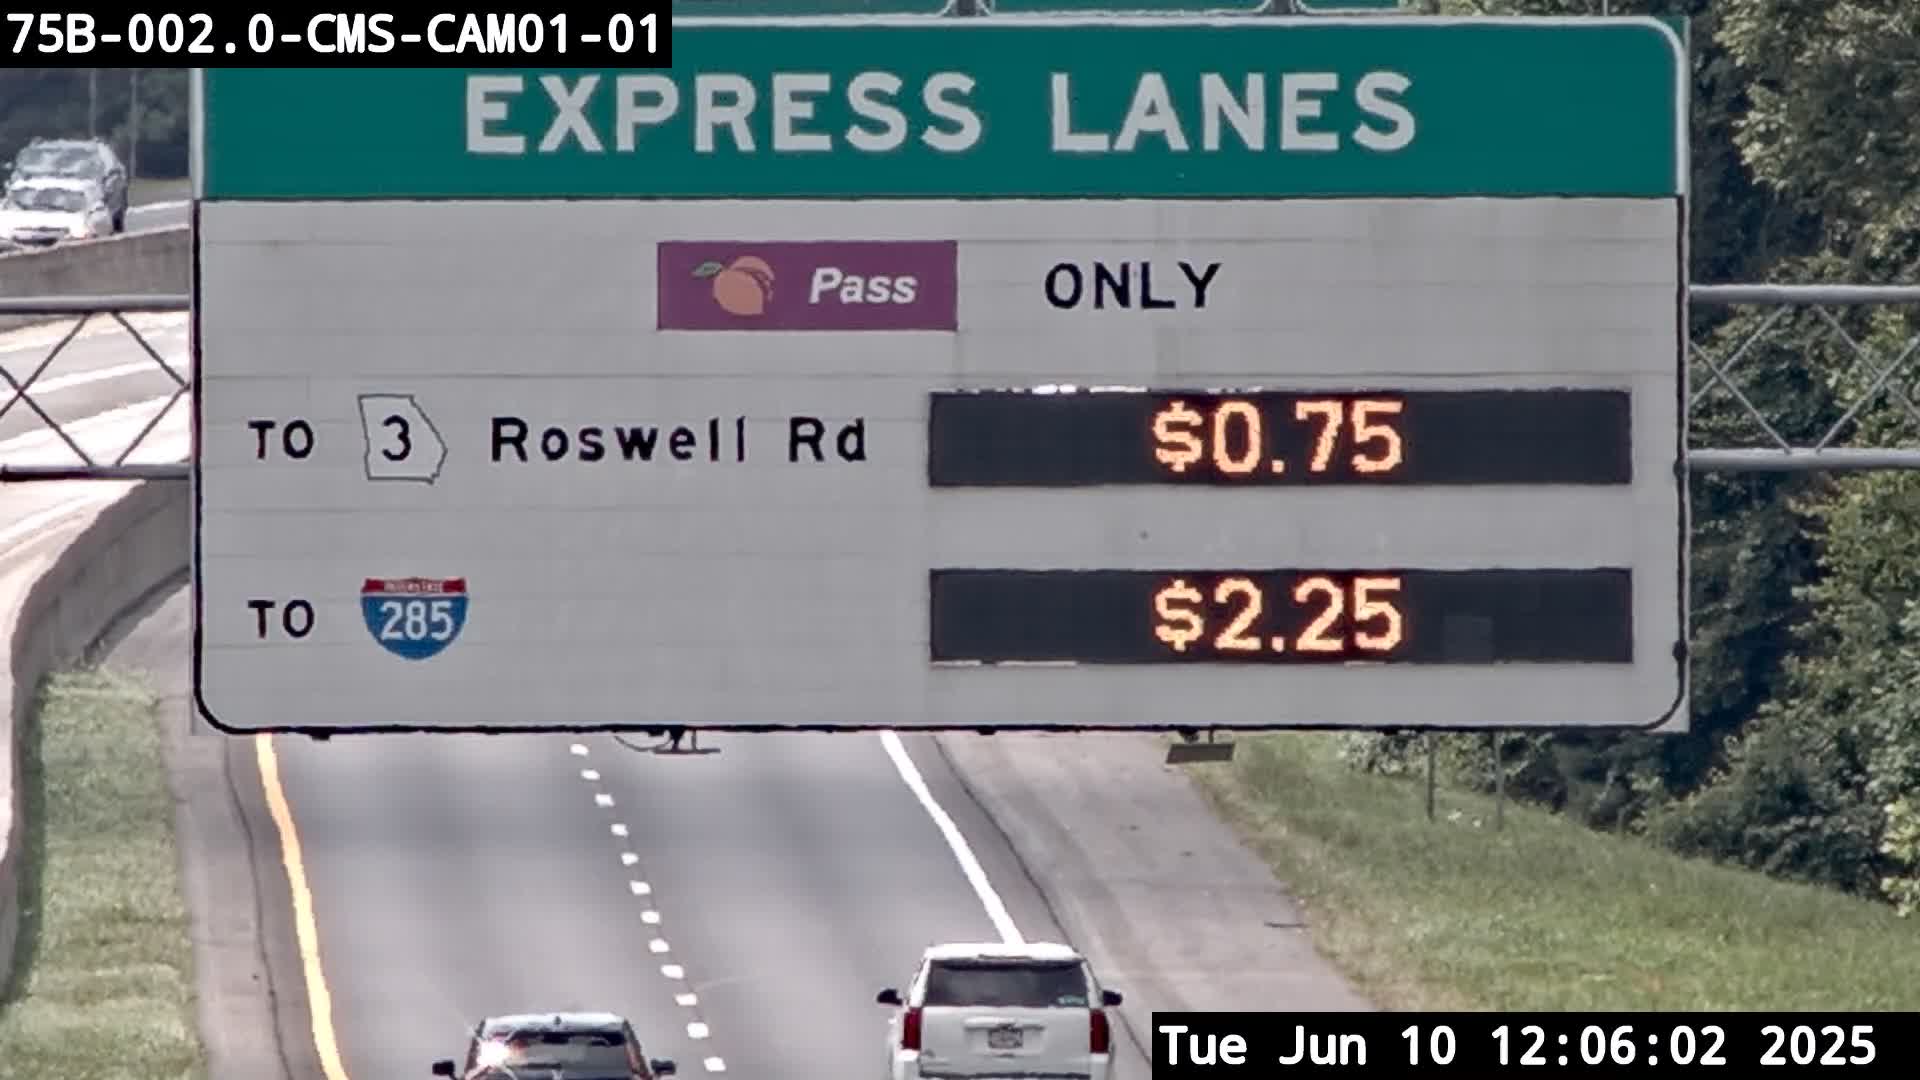 75B-002.0-CMS-CAM01-01
EXPRESS LANES
Pass ONLY
TO 3 Roswell Rd $0.75
INTERSTATE
TO 285 $2.25
Tue Jun 10 12:06:02 2025